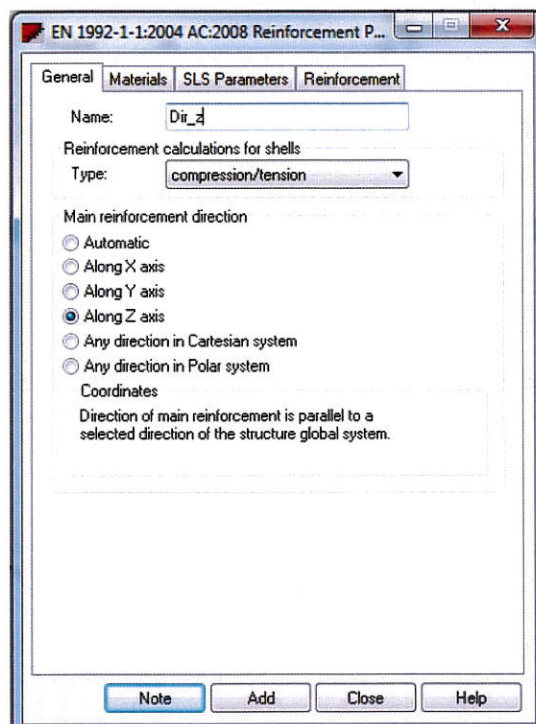 EN 1992-1-1:2004 AC:2008 Reinforcement P...
General Materials SLS Parameters Reinforcement
Name: Dir_z
Reinforcement calculations for shells
Type: compression/tension
Main reinforcement direction
Automatic
Along X axis
Along Y axis
Along Z axis
Any direction in Cartesian system
Any direction in Polar system
Coordinates
Direction of main reinforcement is parallel to a
selected direction of the structure global system.
Note Add Close Help